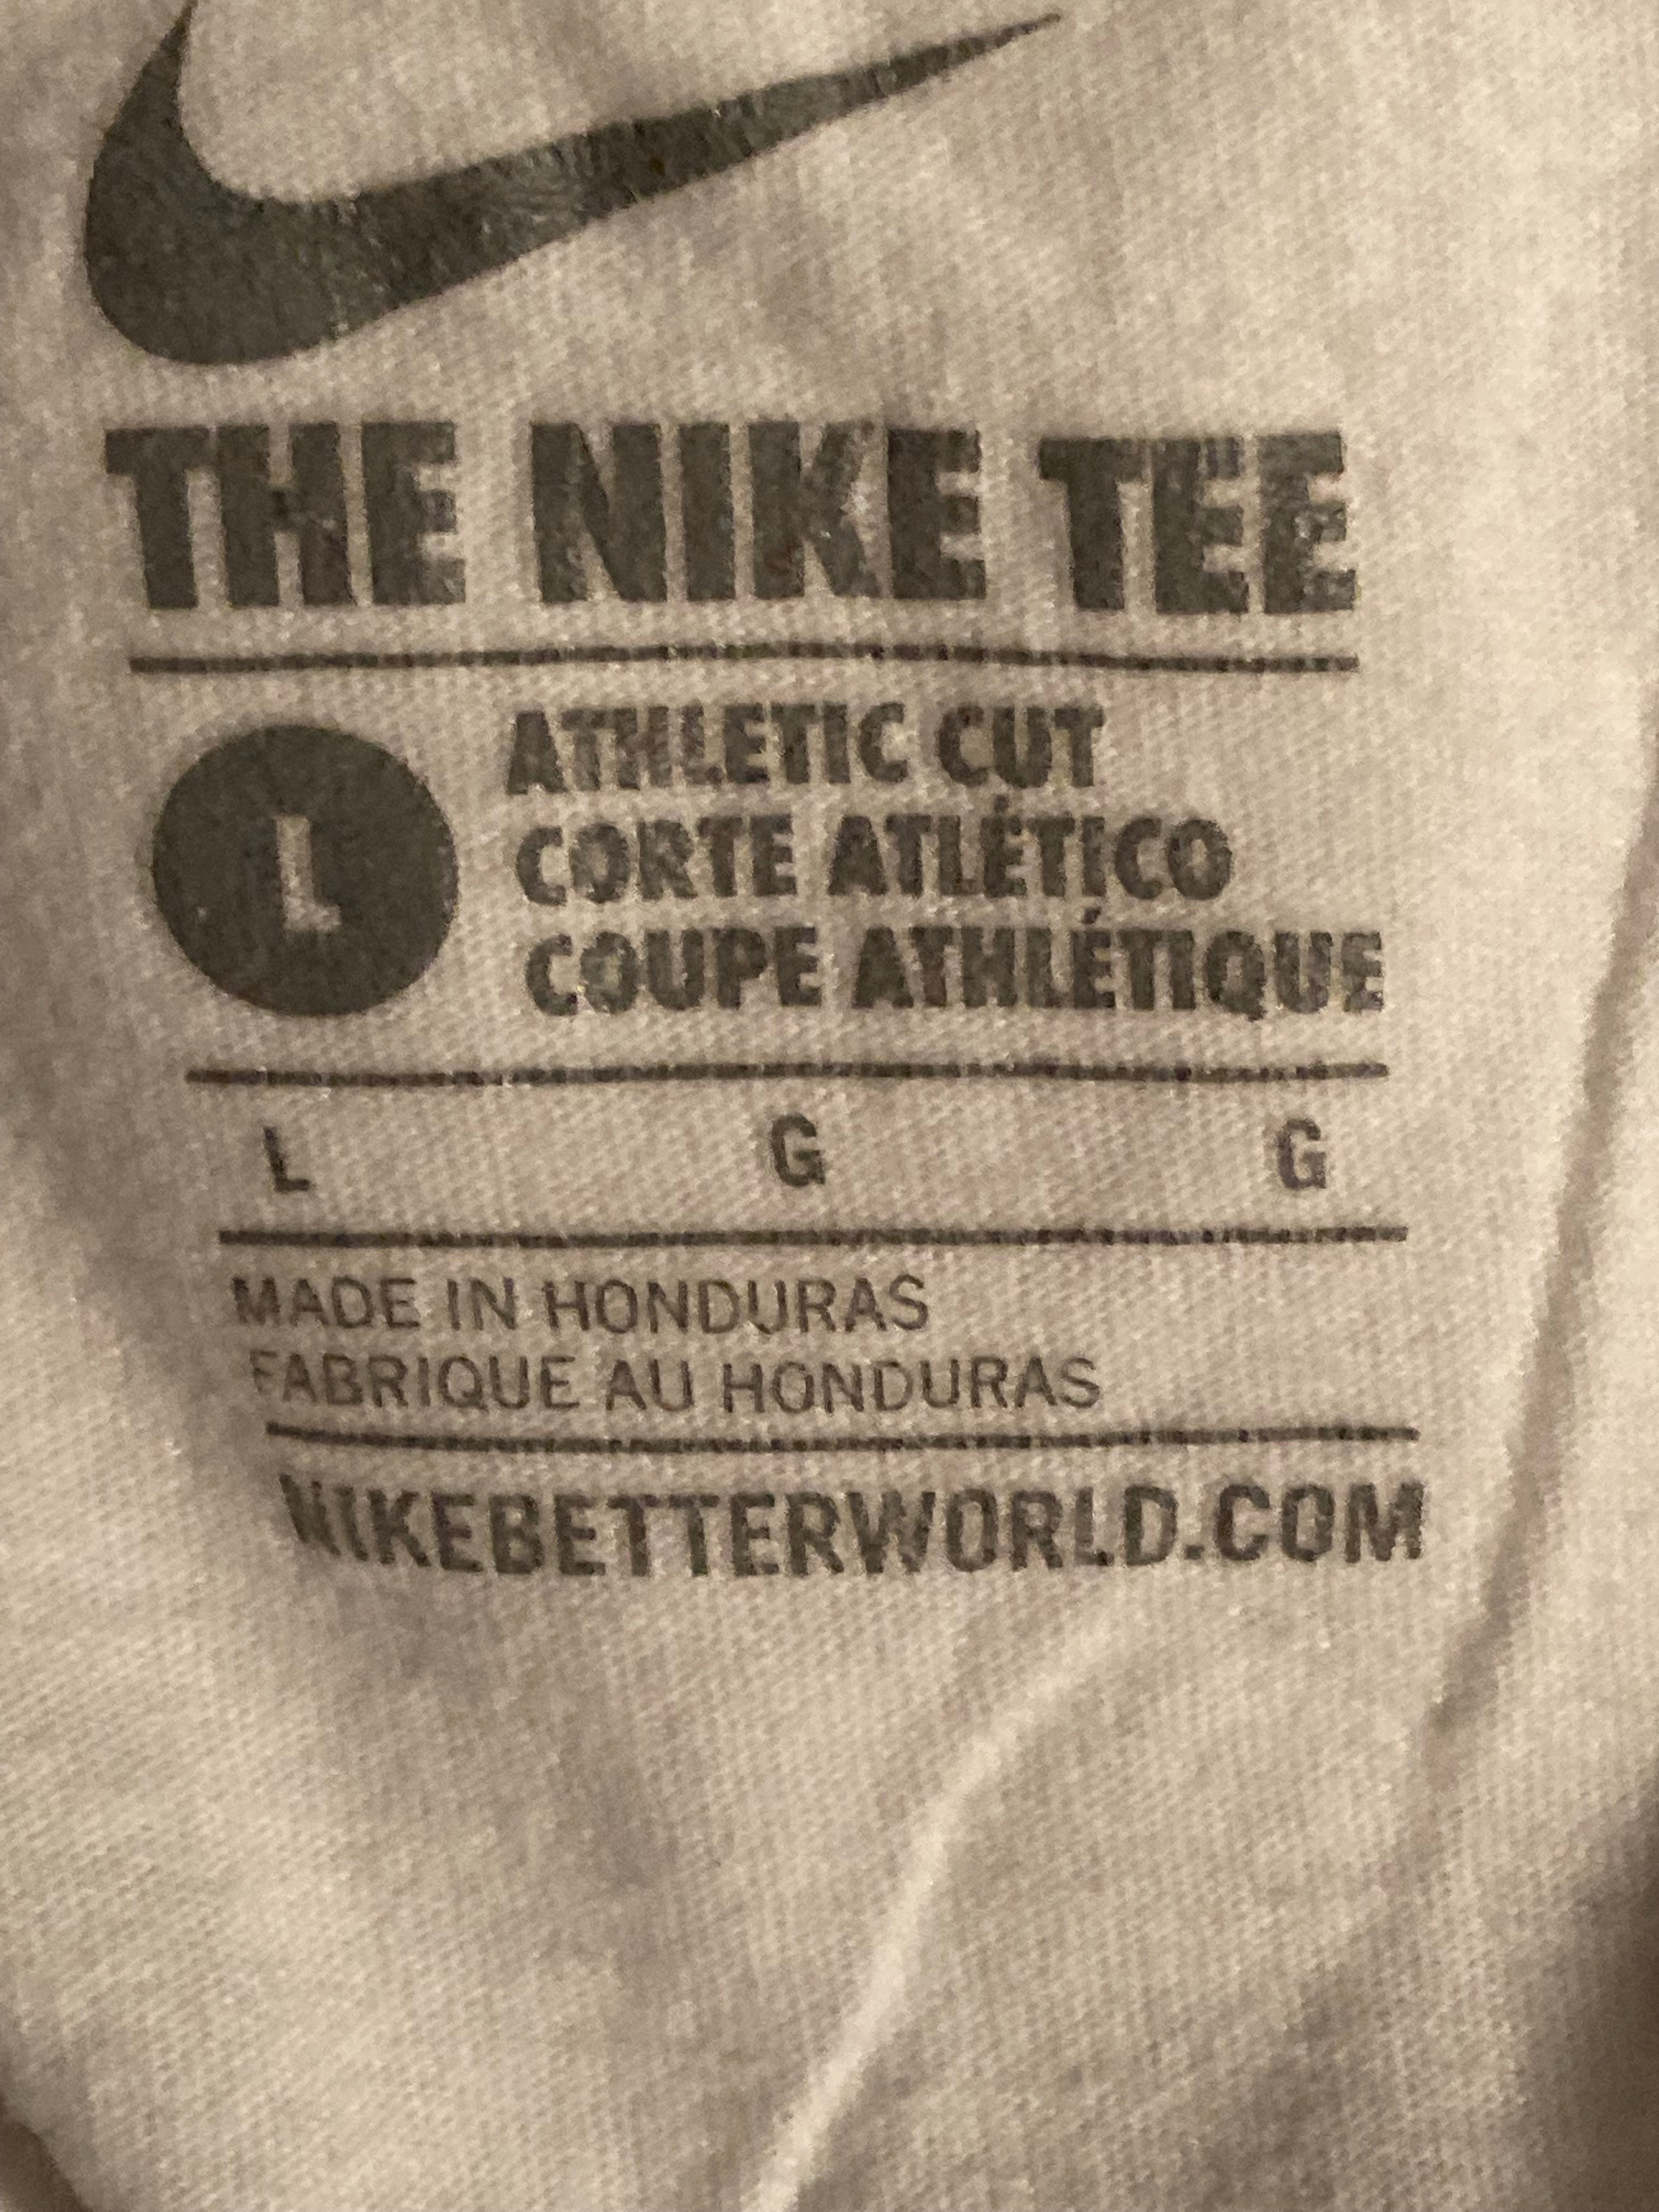 THE NIKE TEE
L
ATHLETIC CUT
CORTE ATLÉTICO
COUPE ATHLÉTIQUE
L G G
MADE IN HONDURAS
FABRIQUE AU HONDURAS
NIKEBETTERWORLD.COM